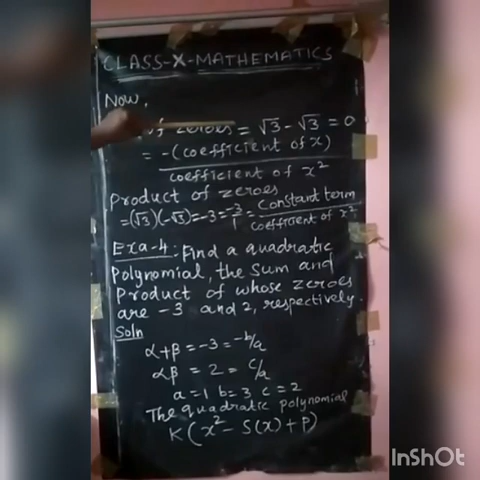 CLASS-X-MATHEMATICS
Now,
zeroes = √3 - √3 = 0
= -(coefficient of x)
coefficient of x²
Product of zeroes
= (√3)(-√3) = -3 = -3/1 = Constant term / coefficient of x²
Exa-4: Find a quadratic
Polynomial, the Sum and
Product of whose zeroes
are -3 and 2, respectively.
Soln
α+β = -3 = -b/a
αβ = 2 = c/a
a=1 b=3 c=2
The quadratic polynomial
K(x² - S(x) + P)
InShOt